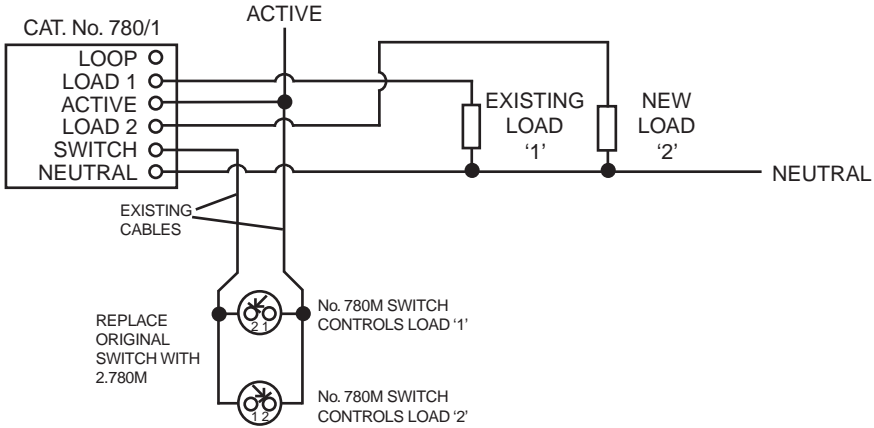 ACTIVE
CAT. No. 780/1
LOOP
LOAD 1
ACTIVE
LOAD 2
SWITCH
NEUTRAL
EXISTING
LOAD
‘1’
NEW
LOAD
‘2’
NEUTRAL
EXISTING
CABLES
REPLACE
ORIGINAL
SWITCH WITH
2.780M
2 1
No. 780M SWITCH
CONTROLS LOAD ‘1’
1 2
No. 780M SWITCH
CONTROLS LOAD ‘2’